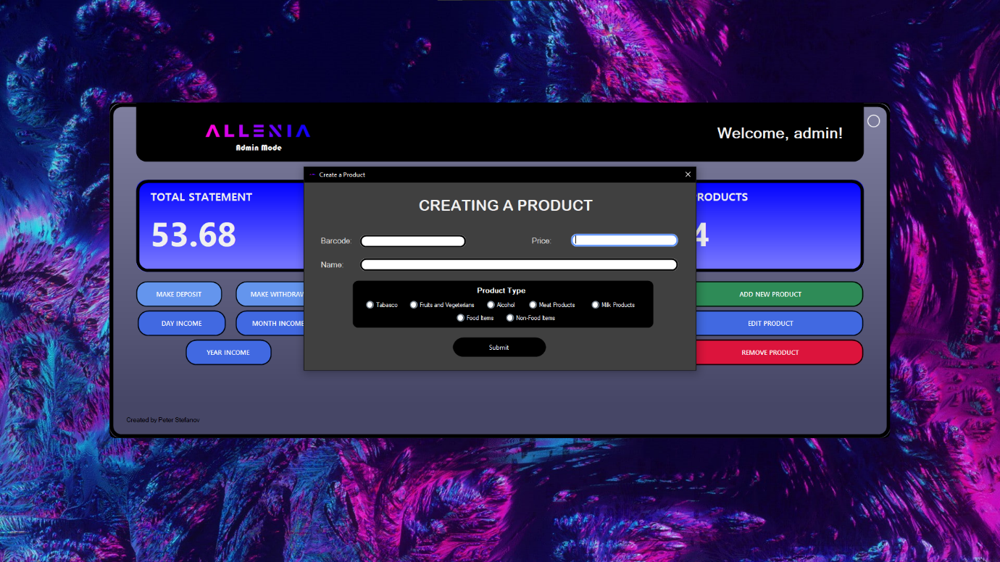 ALLENIA
Admin Mode
Welcome, admin!
Create a Product
CREATING A PRODUCT
TOTAL STATEMENT
53.68
RODUCTS
4
Barcode:
Price:
Name:
Product Type
Tabasco
Fruits and Vegeterians
Alcohol
Meat Products
Milk Products
Food Items
Non-Food Items
Submit
MAKE DEPOSIT
MAKE WITHDRAW
ADD NEW PRODUCT
DAY INCOME
MONTH INCOME
EDIT PRODUCT
YEAR INCOME
REMOVE PRODUCT
Created by Peter Stefanov